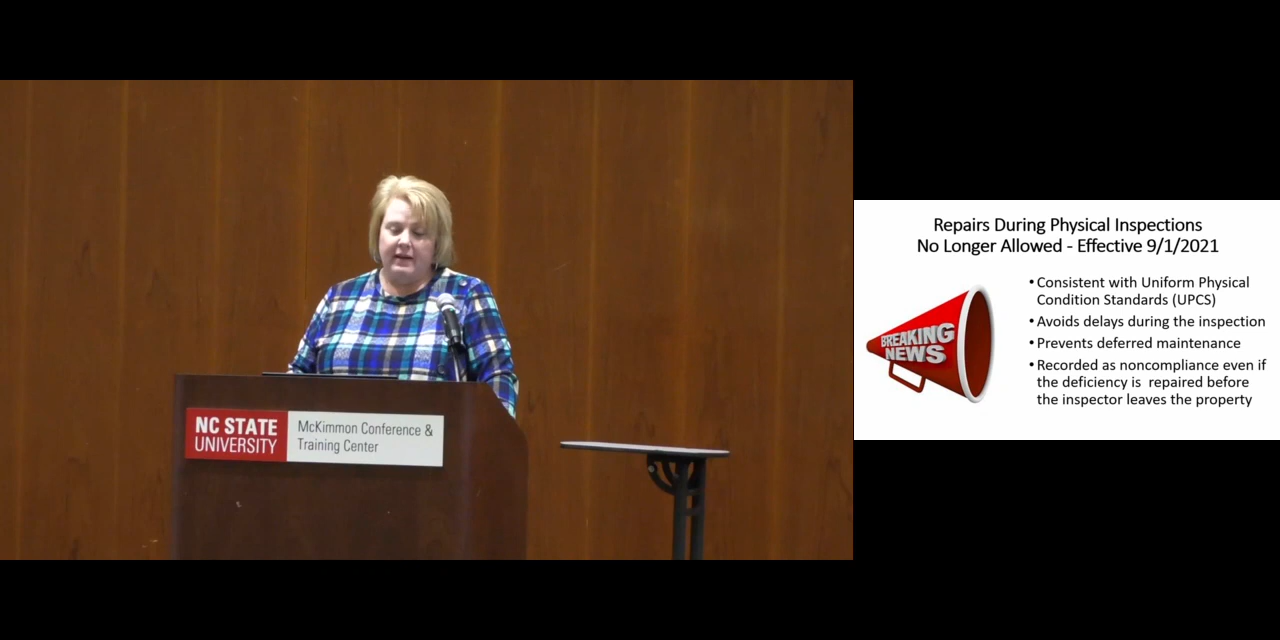 NC STATE
UNIVERSITY
McKimmon Conference &
Training Center
Repairs During Physical Inspections
No Longer Allowed - Effective 9/1/2021
BREAKING
NEWS
•Consistent with Uniform Physical
Condition Standards (UPCS)
•Avoids delays during the inspection
•Prevents deferred maintenance
•Recorded as noncompliance even if
the deficiency is repaired before
the inspector leaves the property